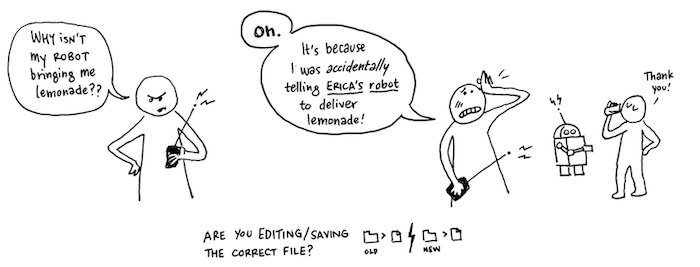 WHY ISN'T
MY ROBOT
bringing me
lemonade??
Oh.
It's because
I was accidentally
telling ERICA'S robot
to deliver
lemonade!
Thank
you!
ARE YOU EDITING/SAVING
THE CORRECT FILE?
OLD
NEW